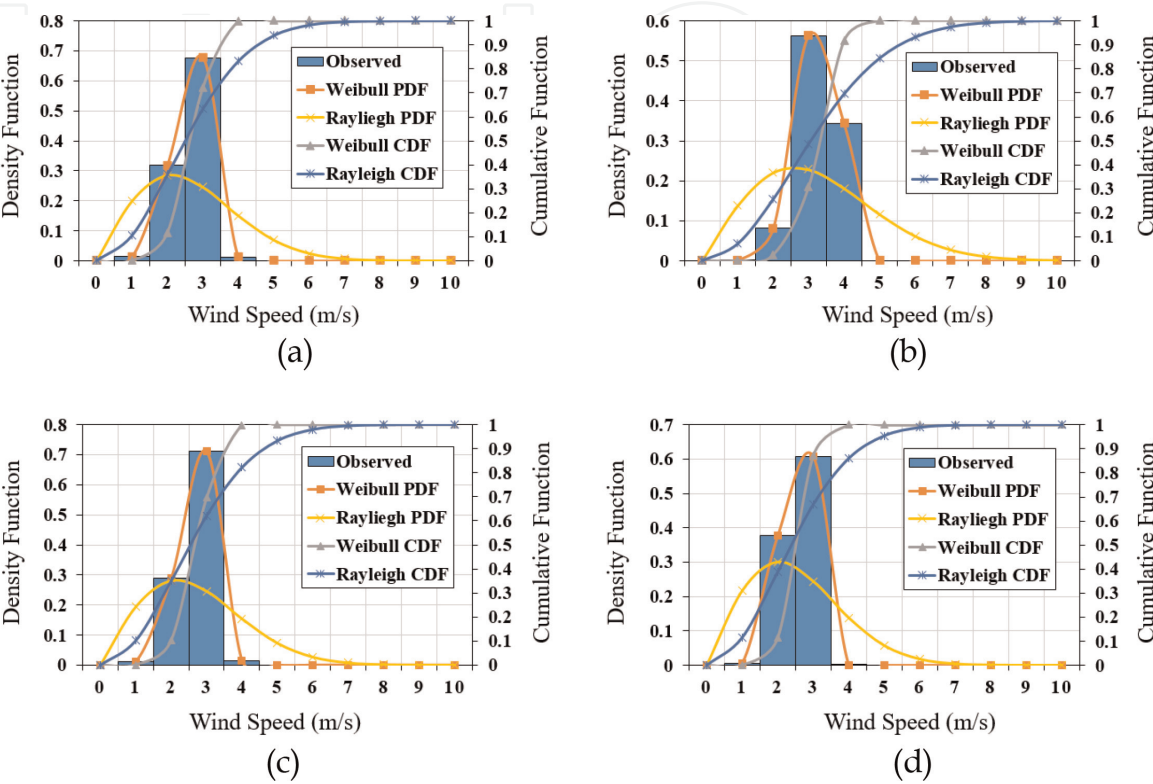 0.8
0.7
0.6
0.5
0.4
0.3
0.2
0.1
0
Density Function
1
0.9
0.8
0.7
0.6
0.5
0.4
0.3
0.2
0.1
0
Cumulative Function
Observed
Weibull PDF
Rayliegh PDF
Weibull CDF
Rayleigh CDF
0 1 2 3 4 5 6 7 8 9 10
Wind Speed (m/s)
(a)
0.6
0.5
0.4
0.3
0.2
0.1
0
Density Function
1
0.9
0.8
0.7
0.6
0.5
0.4
0.3
0.2
0.1
0
Cumulative Function
Observed
Weibull PDF
Rayliegh PDF
Weibull CDF
Rayleigh CDF
0 1 2 3 4 5 6 7 8 9 10
Wind Speed (m/s)
(b)
0.8
0.7
0.6
0.5
0.4
0.3
0.2
0.1
0
Density Function
1
0.9
0.8
0.7
0.6
0.5
0.4
0.3
0.2
0.1
0
Cumulative Function
Observed
Weibull PDF
Rayliegh PDF
Weibull CDF
Rayleigh CDF
0 1 2 3 4 5 6 7 8 9 10
Wind Speed (m/s)
(c)
0.7
0.6
0.5
0.4
0.3
0.2
0.1
0
Density Function
1
0.9
0.8
0.7
0.6
0.5
0.4
0.3
0.2
0.1
0
Cumulative Function
Observed
Weibull PDF
Rayliegh PDF
Weibull CDF
Rayleigh CDF
0 1 2 3 4 5 6 7 8 9 10
Wind Speed (m/s)
(d)